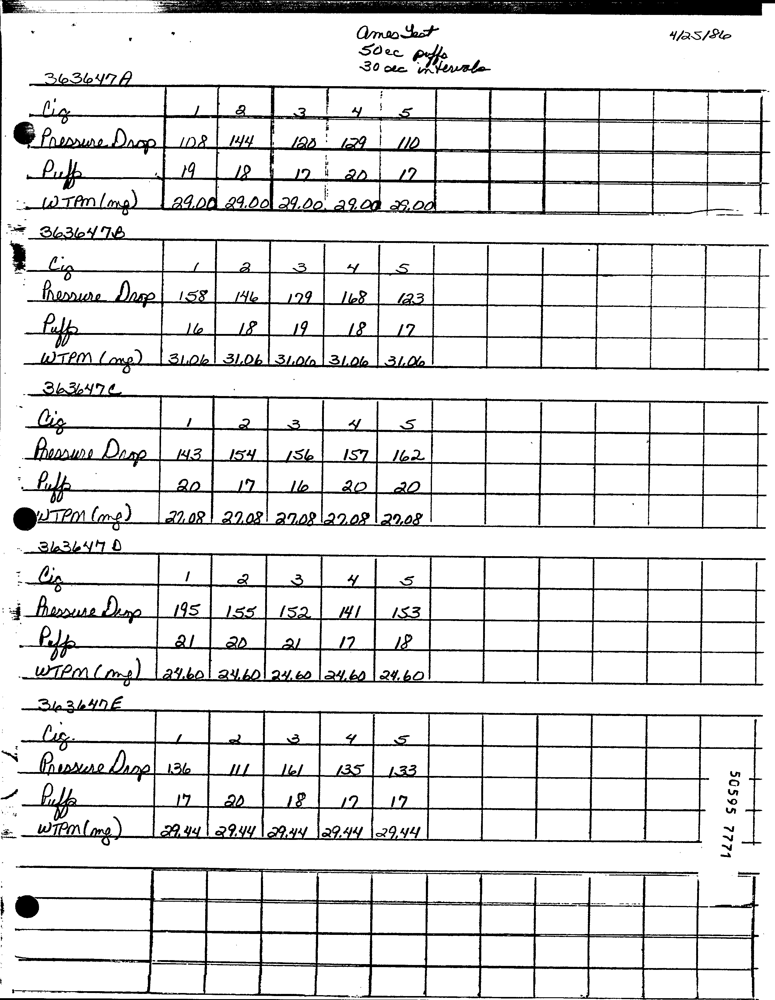 Ames Test
4/25/86
50cc puffs
30 sec intervals
363647A
Cig 1 2 3 4 5
Pressure Drop 108 144 120 129 110
Puff 19 18 17 20 17
WTPM (mg) 29.00 29.00 29.00 29.00 29.00
363647B
Cig 1 2 3 4 5
Pressure Drop 158 146 179 168 123
Puff 16 18 19 18 17
WTPM (mg) 31.06 31.06 31.06 31.06 31.06
363647C
Cig 1 2 3 4 5
Pressure Drop 143 154 156 157 162
Puff 20 17 16 20 20
WTPM (mg) 27.08 27.08 27.08 27.08 27.08
363647D
Cig 1 2 3 4 5
Pressure Drop 195 155 152 141 153
Puff 21 20 21 17 18
WTPM (mg) 24.60 24.60 24.60 24.60 24.60
363647E
Cig. 1 2 3 4 5
Pressure Drop 136 111 161 135 133
Puff 17 20 18 17 17
WTPM (mg) 29.44 29.44 29.44 29.44 29.44
50595 7771